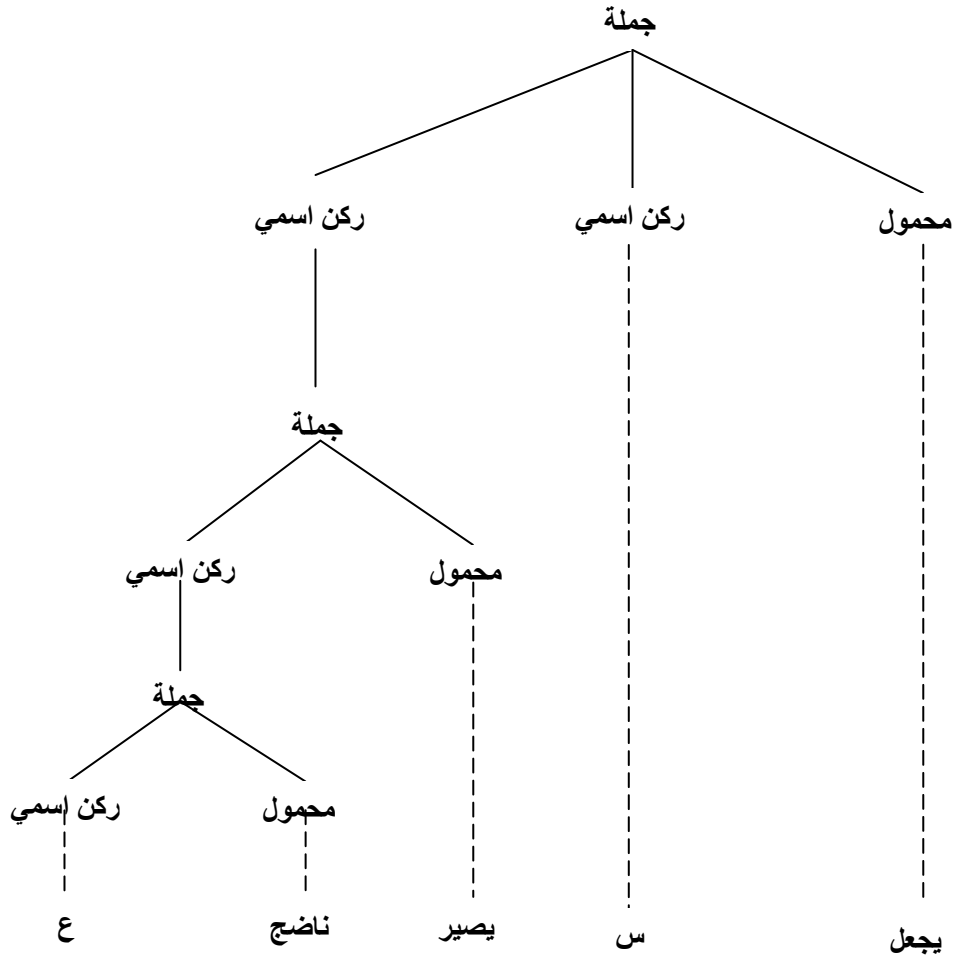 جملة
محمول ركن اسمي ركن اسمي
جملة
محمول ركن اسمي
جملة
محمول ركن اسمي
يجعل س يصير ناضج ع